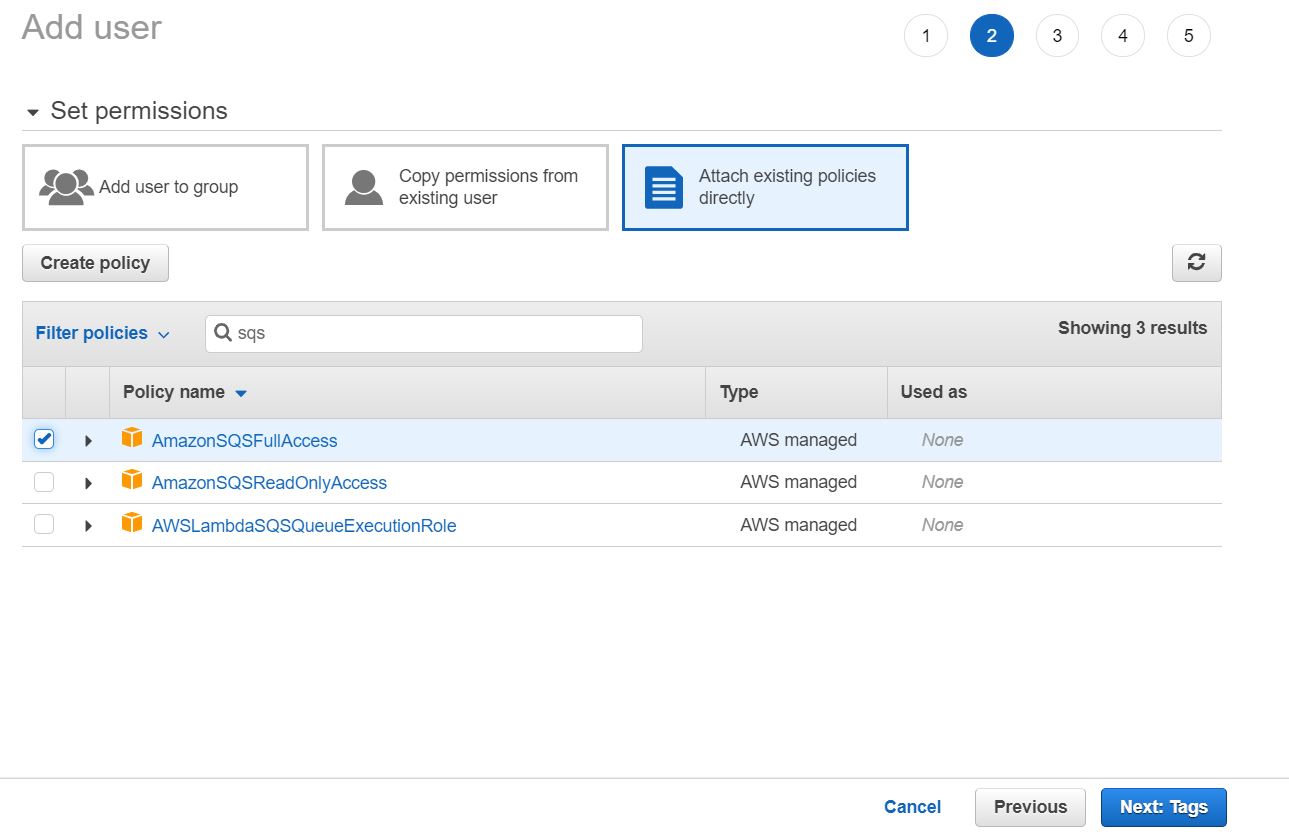 Add user
1 2 3 4 5
Set permissions
Add user to group
Copy permissions from
existing user
Attach existing policies
directly
Create policy
Filter policies
sqs
Showing 3 results
Policy name Type Used as
AmazonSQSFullAccess AWS managed None
AmazonSQSReadOnlyAccess AWS managed None
AWSLambdaSQSQueueExecutionRole AWS managed None
Cancel Previous Next: Tags